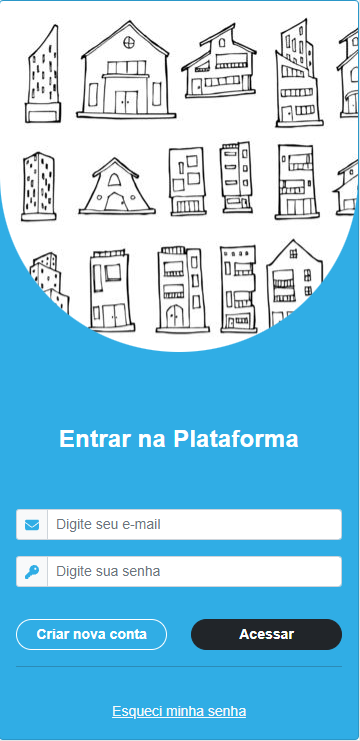 Entrar na Plataforma
Digite seu e-mail
Digite sua senha
Criar nova conta
Acessar
Esqueci minha senha